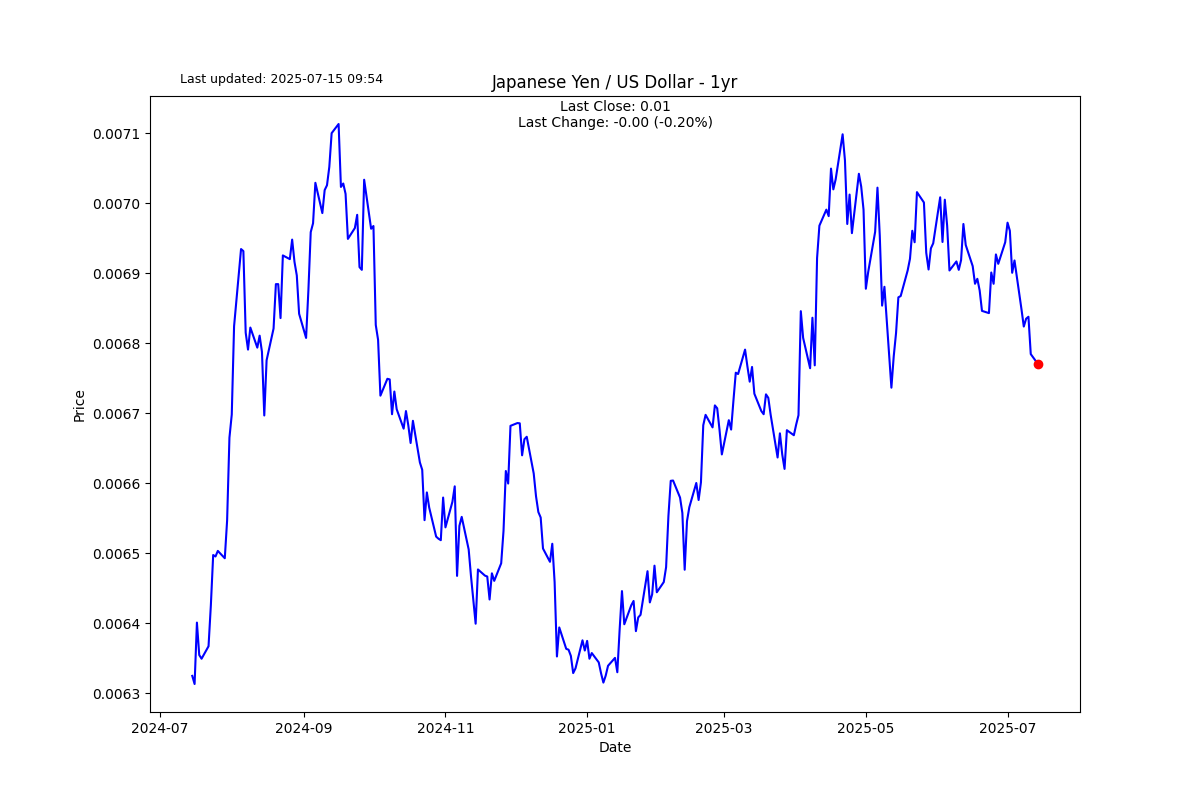 Last updated: 2025-07-15 09:54
Japanese Yen / US Dollar - 1yr
Last Close: 0.01
Last Change: -0.00 (-0.20%)
0.0071
0.0070
0.0069
0.0068
0.0067
0.0066
0.0065
0.0064
0.0063
Price
2024-07
2024-09
2024-11
2025-01
2025-03
2025-05
2025-07
Date